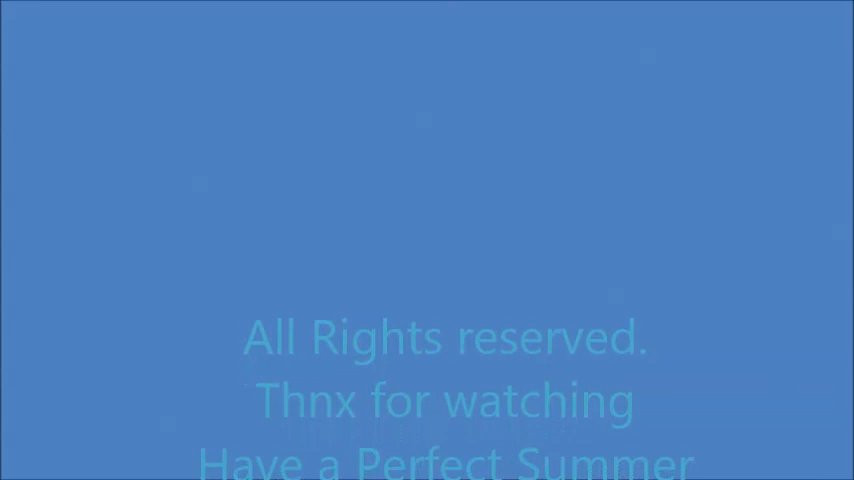 All Rights reserved.
Thnx for watching
Have a Perfect Summer